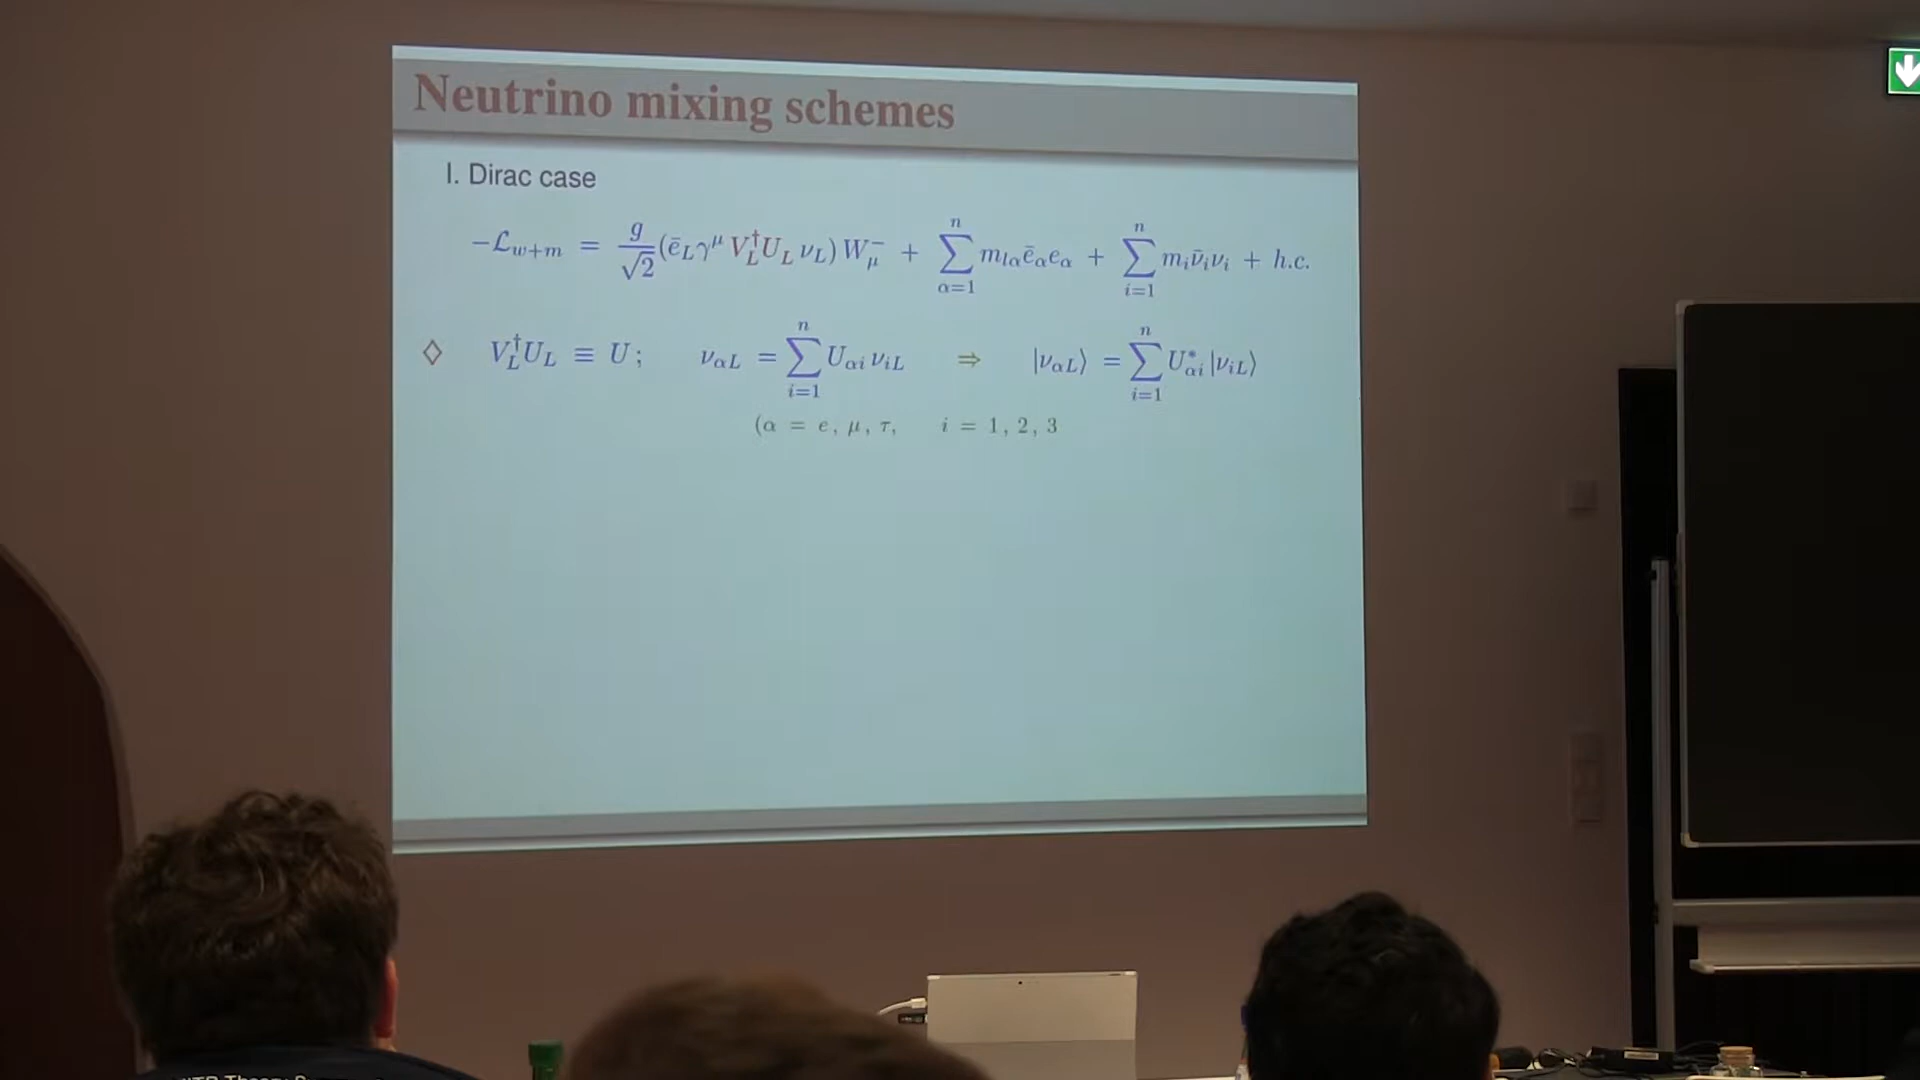 Neutrino mixing schemes
I. Dirac case
−ℒ_{w+m} = g/√2 (ē_L γ^μ V_L^† U_L ν_L) W_μ^− + ∑_{α=1}^{n} m_{lα} ē_α e_α + ∑_{i=1}^{n} m_i ν̄_i ν_i + h.c.
◇ V_L^† U_L ≡ U; ν_{αL} = ∑_{i=1}^{n} U_{αi} ν_{iL} ⇒ |ν_{αL}⟩ = ∑_{i=1}^{n} U_{αi}^* |ν_{iL}⟩
(α = e, μ, τ, i = 1, 2, 3